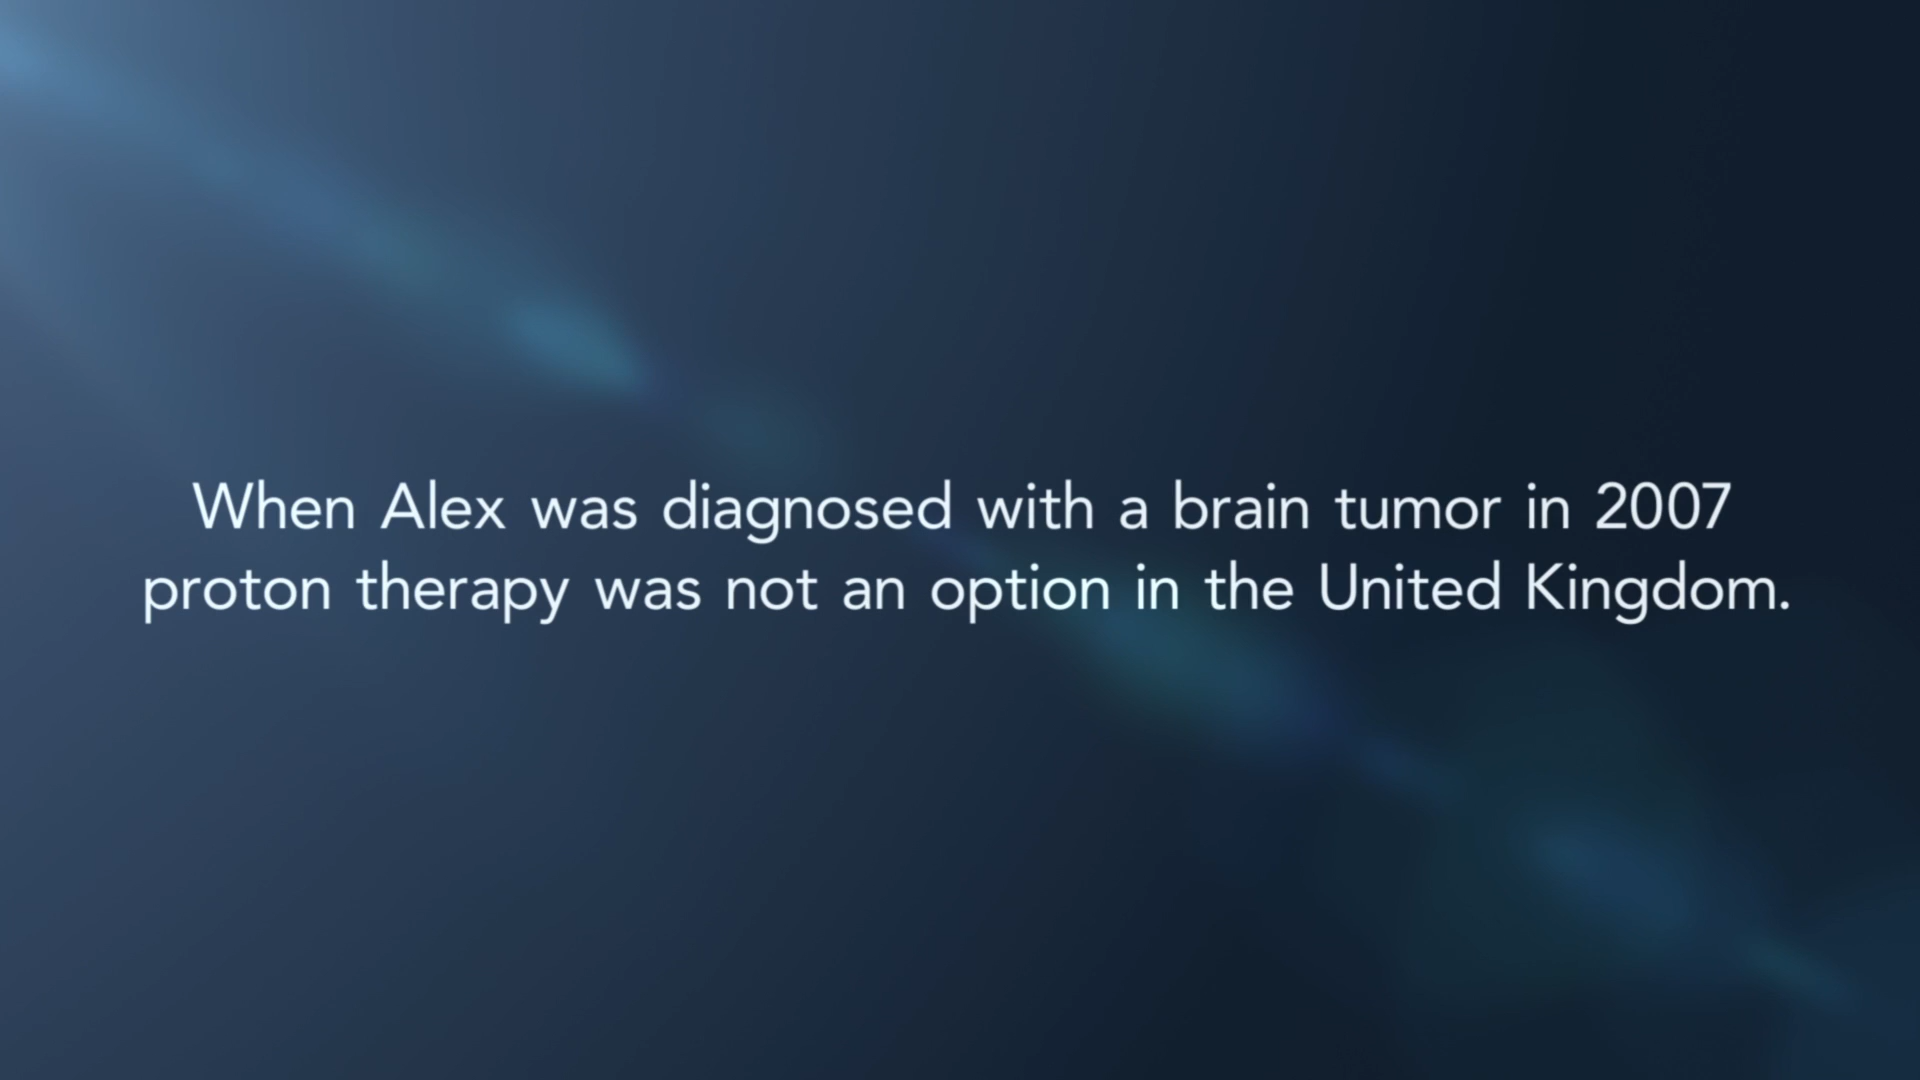 When Alex was diagnosed with a brain tumor in 2007
proton therapy was not an option in the United Kingdom.